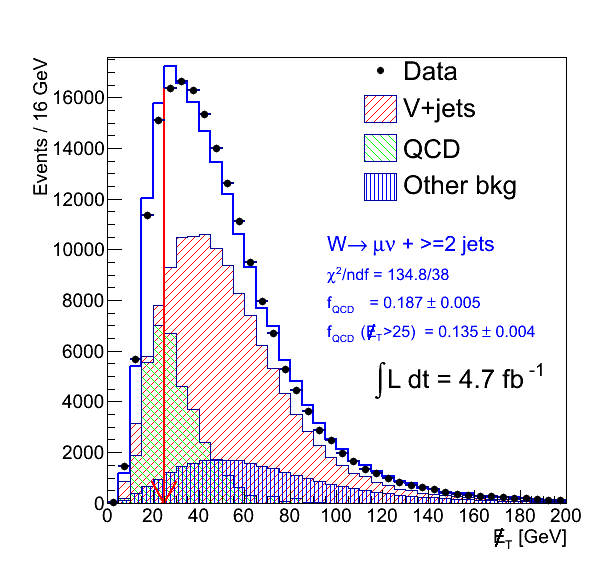 Events / 16 GeV
16000
14000
12000
10000
8000
6000
4000
2000
0
0 20 40 60 80 100 120 140 160 180 200
E̸_T [GeV]
Data
V+jets
QCD
Other bkg
W→ μν + >=2 jets
χ²/ndf = 134.8/38
f_QCD = 0.187 ± 0.005
f_QCD (E̸_T>25) = 0.135 ± 0.004
∫L dt = 4.7 fb⁻¹